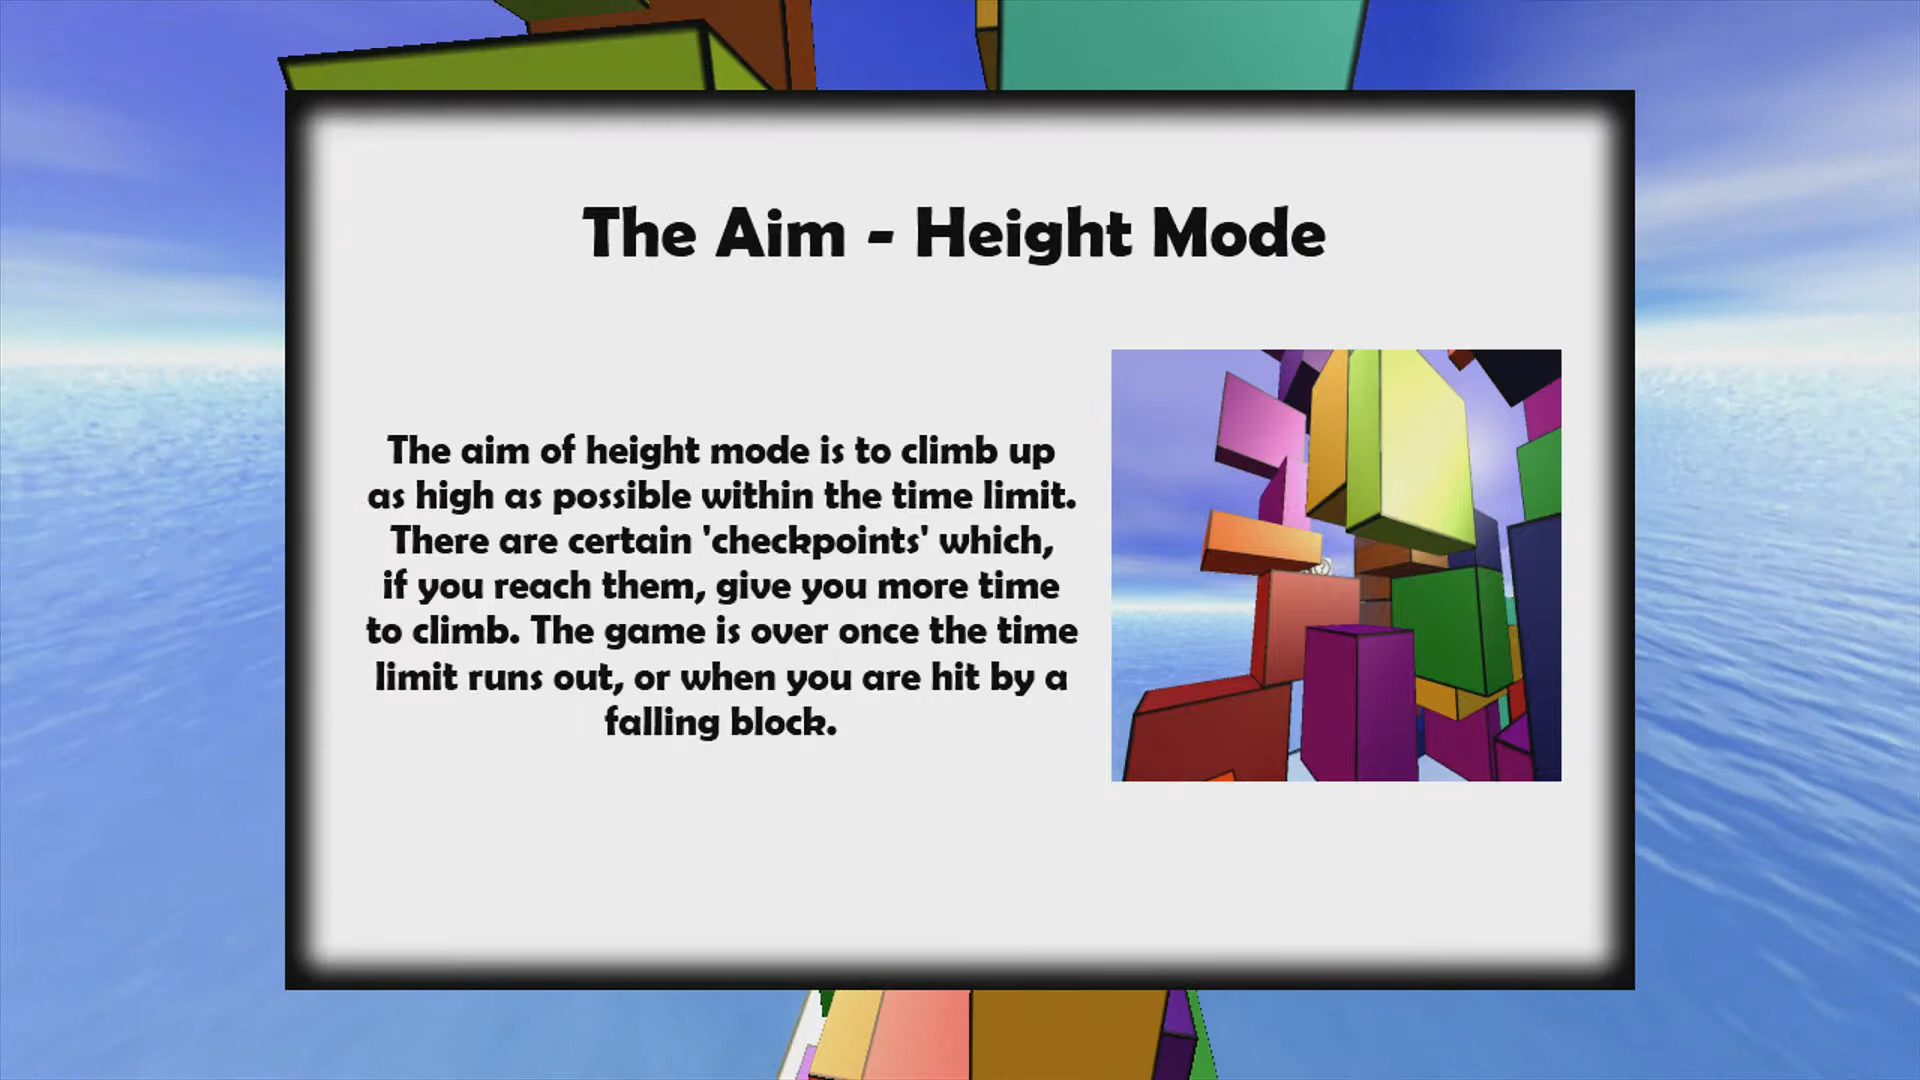 The Aim - Height Mode
The aim of height mode is to climb up
as high as possible within the time limit.
There are certain 'checkpoints' which,
if you reach them, give you more time
to climb. The game is over once the time
limit runs out, or when you are hit by a
falling block.